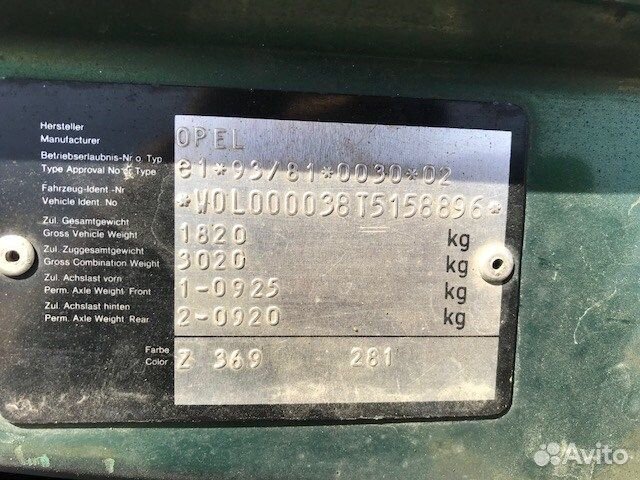 Hersteller
Manufacturer OPEL
Betriebserlaubnis-Nr o. Typ
Type Approval No Type e1*93/81*0030*02
Fahrzeug-Ident.-Nr
Vehicle Ident. No *W0L000038T5158896*
Zul. Gesamtgewicht
Gross Vehicle Weight 1820 kg
Zul. Zuggesamtgewicht
Gross Combination Weight 3020 kg
Zul. Achslast vorn
Perm. Axle Weight Front 1-0925 kg
Zul. Achslast hinten
Perm. Axle Weight Rear 2-0920 kg
Farbe
Color Z 369 281
Avito